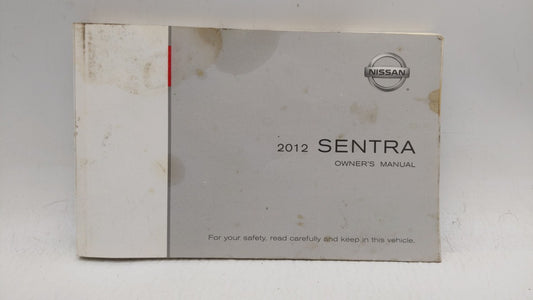 NISSAN
2012 SENTRA
OWNER'S MANUAL
For your safety, read carefully and keep in this vehicle.